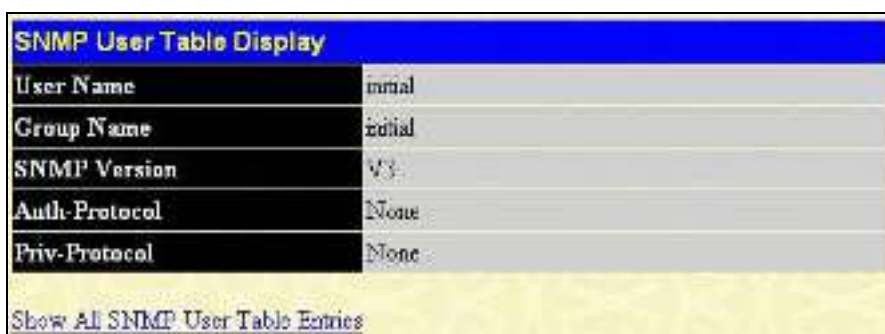 SNMP User Table Display
User Name initial
Group Name initial
SNMP Version V3
Auth-Protocol None
Priv-Protocol None
Show All SNMP User Table Entries